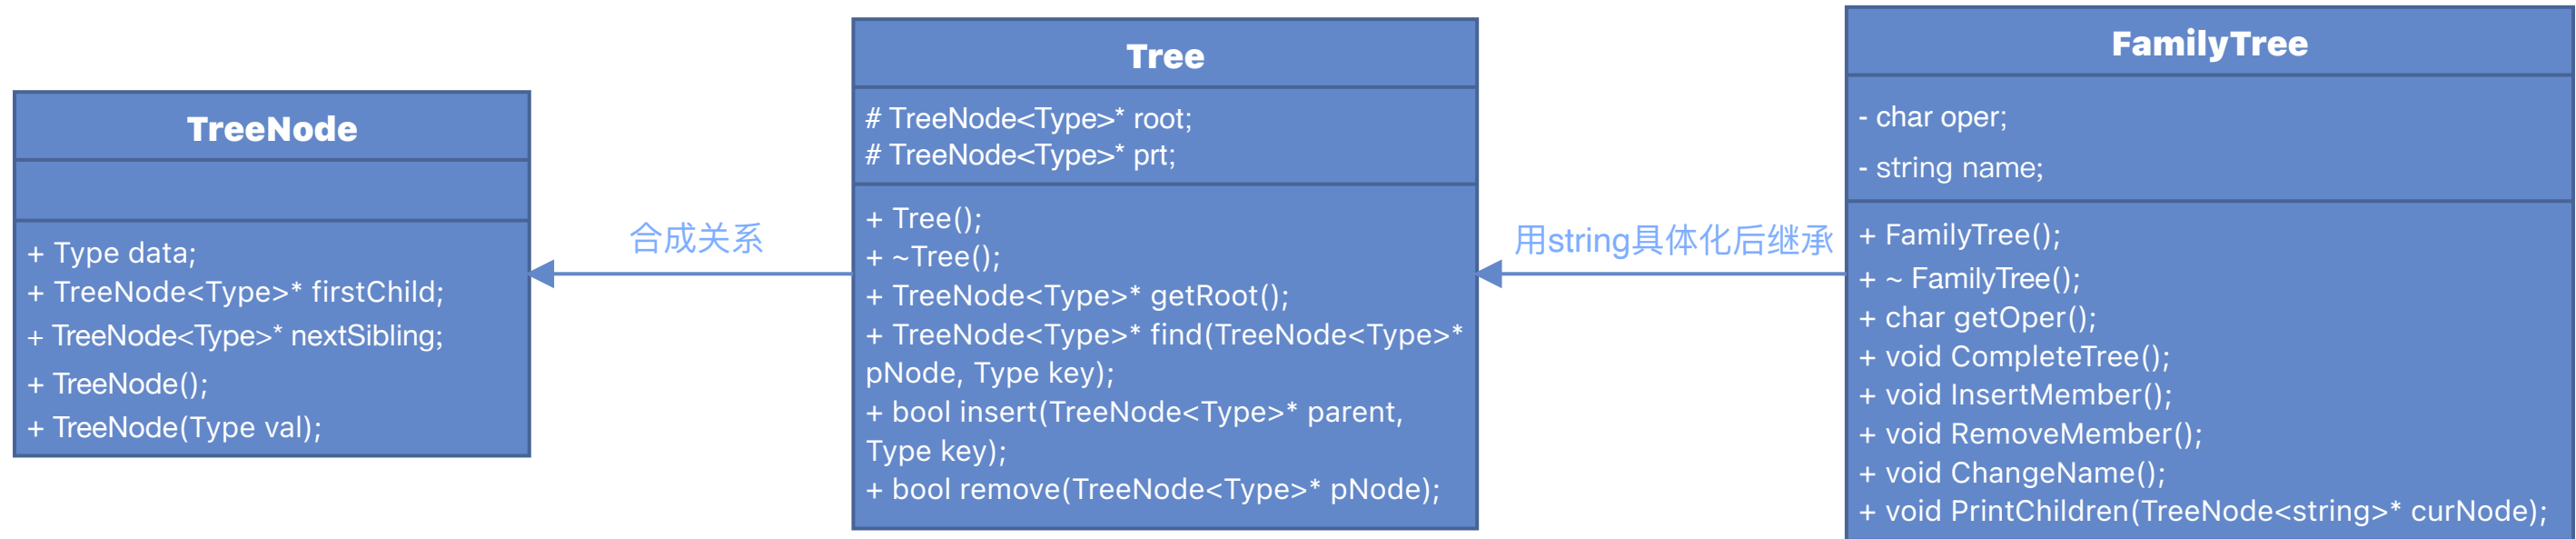 TreeNode
+ Type data;
+ TreeNode<Type>* firstChild;
+ TreeNode<Type>* nextSibling;
+ TreeNode();
+ TreeNode(Type val);
合成关系
Tree
# TreeNode<Type>* root;
# TreeNode<Type>* prt;
+ Tree();
+ ~Tree();
+ TreeNode<Type>* getRoot();
+ TreeNode<Type>* find(TreeNode<Type>*
pNode, Type key);
+ bool insert(TreeNode<Type>* parent,
Type key);
+ bool remove(TreeNode<Type>* pNode);
用string具体化后继承
FamilyTree
- char oper;
- string name;
+ FamilyTree();
+ ~ FamilyTree();
+ char getOper();
+ void CompleteTree();
+ void InsertMember();
+ void RemoveMember();
+ void ChangeName();
+ void PrintChildren(TreeNode<string>* curNode);